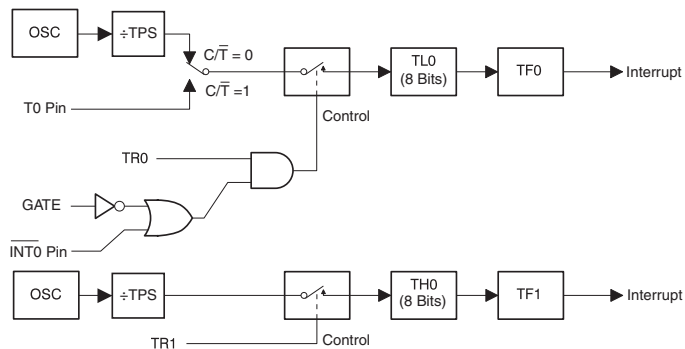 OSC
÷TPS
C/T̅ = 0
C/T̅ =1
T0 Pin
TL0
(8 Bits)
TF0
Interrupt
Control
TR0
GATE
I̅N̅T̅0̅ Pin
OSC
÷TPS
TH0
(8 Bits)
TF1
Interrupt
TR1
Control